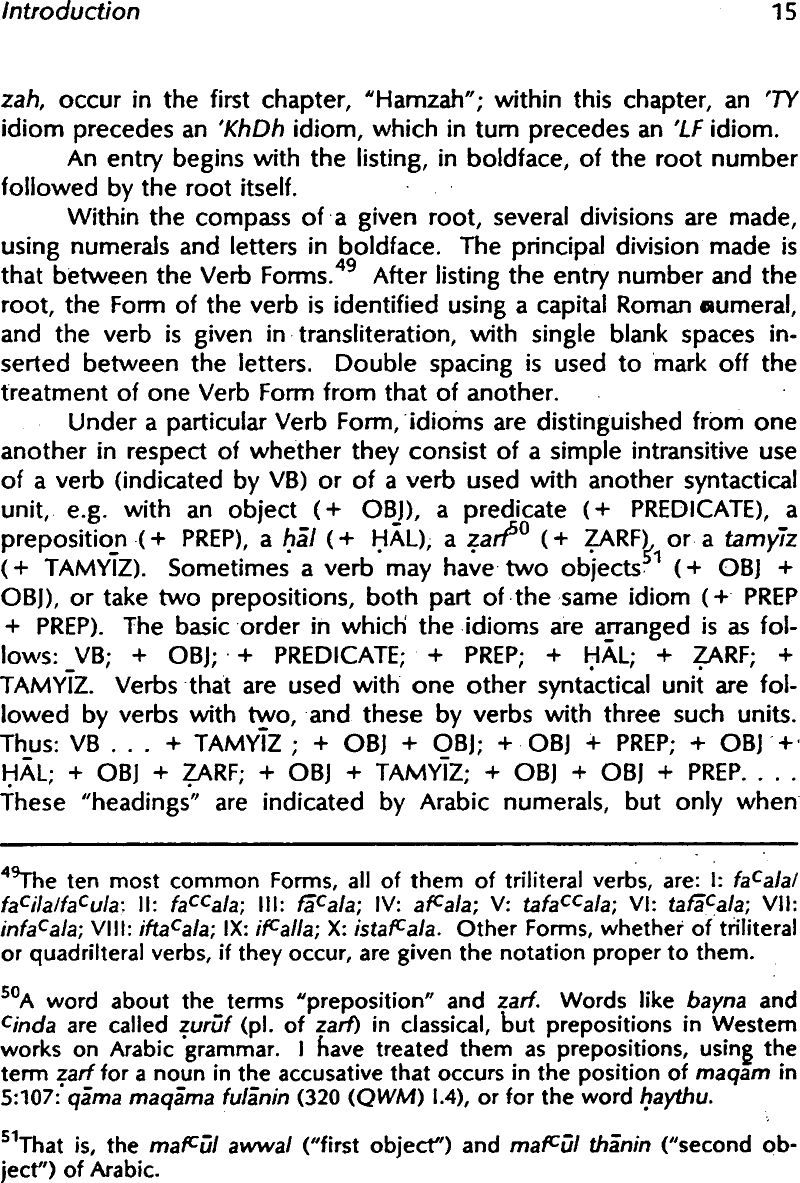 Introduction 15
zah, occur in the first chapter, "Hamzah"; within this chapter, an 'TY
idiom precedes an 'KhDh idiom, which in turn precedes an 'LF idiom.
An entry begins with the listing, in boldface, of the root number
followed by the root itself.
Within the compass of a given root, several divisions are made,
using numerals and letters in boldface. The principal division made is
that between the Verb Forms.⁴⁹ After listing the entry number and the
root, the Form of the verb is identified using a capital Roman numeral,
and the verb is given in transliteration, with single blank spaces in-
serted between the letters. Double spacing is used to mark off the
treatment of one Verb Form from that of another.
Under a particular Verb Form, idioms are distinguished from one
another in respect of whether they consist of a simple intransitive use
of a verb (indicated by VB) or of a verb used with another syntactical
unit, e.g. with an object (+ OBJ), a predicate (+ PREDICATE), a
preposition (+ PREP), a ḥāl (+ ḤĀL), a ẓarf⁵⁰ (+ ẒARF), or a tamyīz
(+ TAMYĪZ). Sometimes a verb may have two objects⁵¹ (+ OBJ +
OBJ), or take two prepositions, both part of the same idiom (+ PREP
+ PREP). The basic order in which the idioms are arranged is as fol-
lows: VB; + OBJ; + PREDICATE; + PREP; + ḤĀL; + ẒARF; +
TAMYĪZ. Verbs that are used with one other syntactical unit are fol-
lowed by verbs with two, and these by verbs with three such units.
Thus: VB . . . + TAMYĪZ ; + OBJ + OBJ; + OBJ + PREP; + OBJ +
ḤĀL; + OBJ + ẒARF; + OBJ + TAMYĪZ; + OBJ + OBJ + PREP. . . .
These "headings" are indicated by Arabic numerals, but only when
⁴⁹The ten most common Forms, all of them of triliteral verbs, are: I: faᶜala/
faᶜila/faᶜula: II: faᶜᶜala; III: fāᶜala; IV: afᶜala; V: tafaᶜᶜala; VI: tafāᶜala; VII:
infaᶜala; VIII: iftaᶜala; IX: ifᶜalla; X: istafᶜala. Other Forms, whether of triliteral
or quadrilteral verbs, if they occur, are given the notation proper to them.
⁵⁰A word about the terms "preposition" and ẓarf. Words like bayna and
ᶜinda are called ẓurūf (pl. of ẓarf) in classical, but prepositions in Western
works on Arabic grammar. I have treated them as prepositions, using the
term ẓarf for a noun in the accusative that occurs in the position of maqām in
5:107: qāma maqāma fulānin (320 (QWM) I.4), or for the word ḥaythu.
⁵¹That is, the mafᶜūl awwal ("first object") and mafᶜūl thānin ("second ob-
ject") of Arabic.